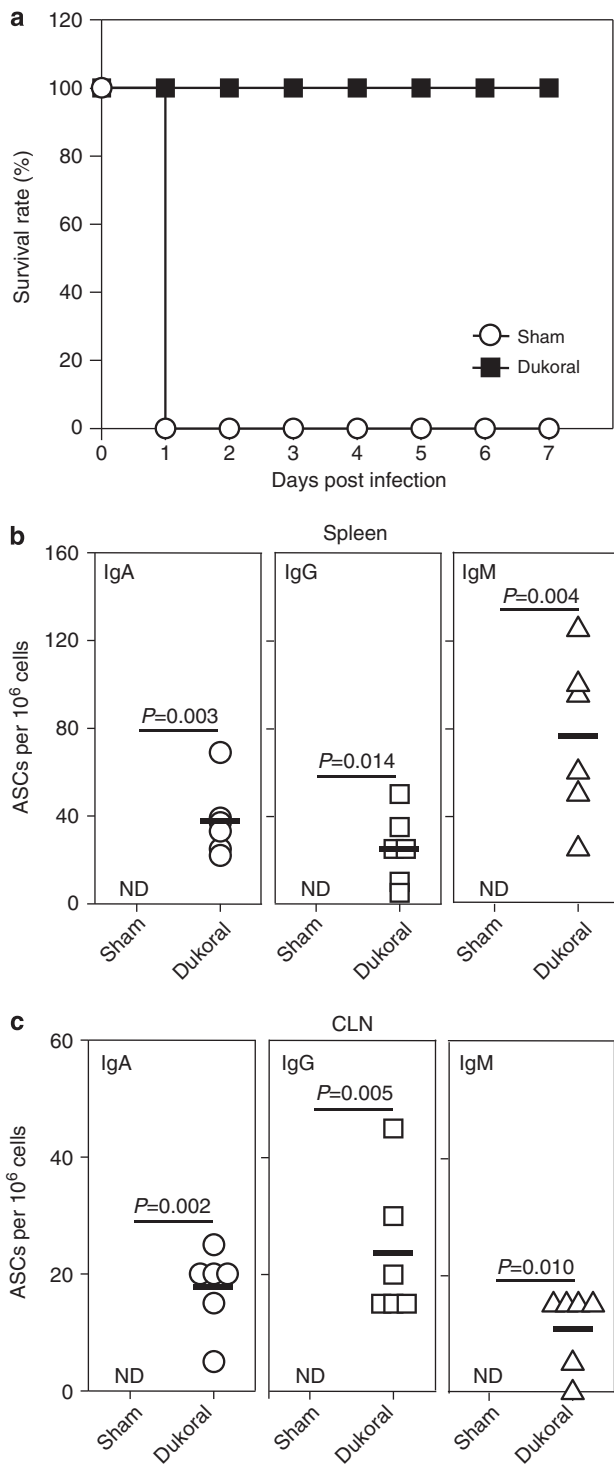 a
120
100
80
60
40
20
0
Survival rate (%)
Sham
Dukoral
0 1 2 3 4 5 6 7
Days post infection
b
Spleen
160
120
80
40
0
ASCs per 10⁶ cells
IgA
P=0.003
ND
Sham
Dukoral
IgG
P=0.014
ND
Sham
Dukoral
IgM
P=0.004
ND
Sham
Dukoral
c
CLN
60
40
20
0
ASCs per 10⁶ cells
IgA
P=0.002
ND
Sham
Dukoral
IgG
P=0.005
ND
Sham
Dukoral
IgM
P=0.010
ND
Sham
Dukoral